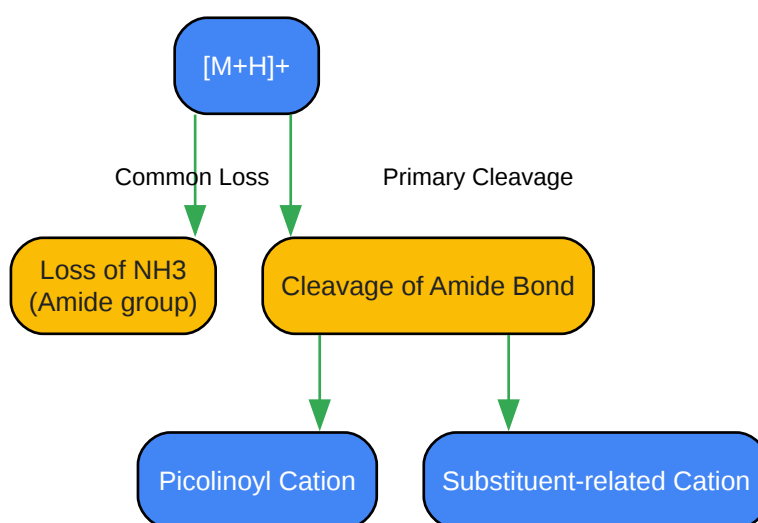 [M+H]+
Common Loss
Primary Cleavage
Loss of NH3
(Amide group)
Cleavage of Amide Bond
Picolinoyl Cation
Substituent-related Cation